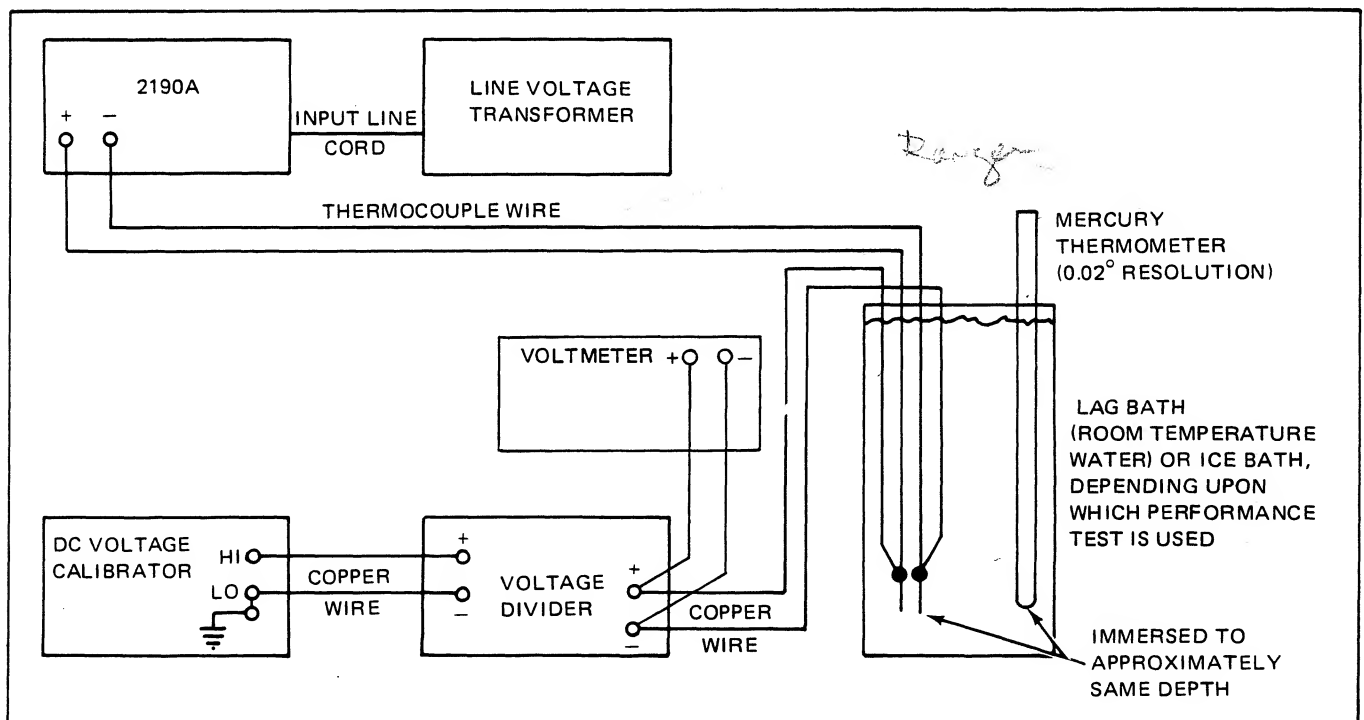 2190A
+ −
INPUT LINE
CORD
LINE VOLTAGE
TRANSFORMER
THERMOCOUPLE WIRE
MERCURY
THERMOMETER
(0.02° RESOLUTION)
VOLTMETER + −
LAG BATH
(ROOM TEMPERATURE
WATER) OR ICE BATH,
DEPENDING UPON
WHICH PERFORMANCE
TEST IS USED
DC VOLTAGE
CALIBRATOR
HI
LO
COPPER
WIRE
+
−
VOLTAGE
DIVIDER
+
−
COPPER
WIRE
IMMERSED TO
APPROXIMATELY
SAME DEPTH